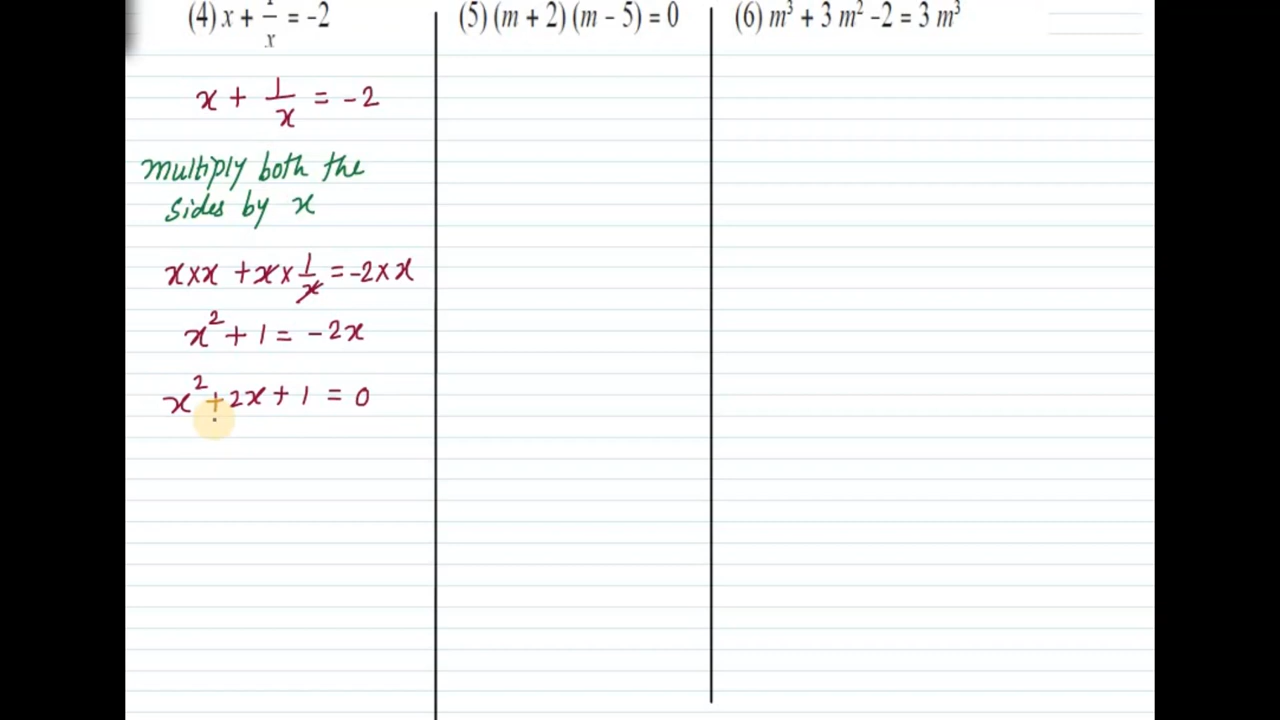 (4) x + 1/x = -2
x + 1/x = -2
multiply both the
sides by x
x×x + x×1/x = -2×x
x² + 1 = -2x
x² + 2x + 1 = 0
(5) (m + 2) (m – 5) = 0
(6) m³ + 3 m² -2 = 3 m³